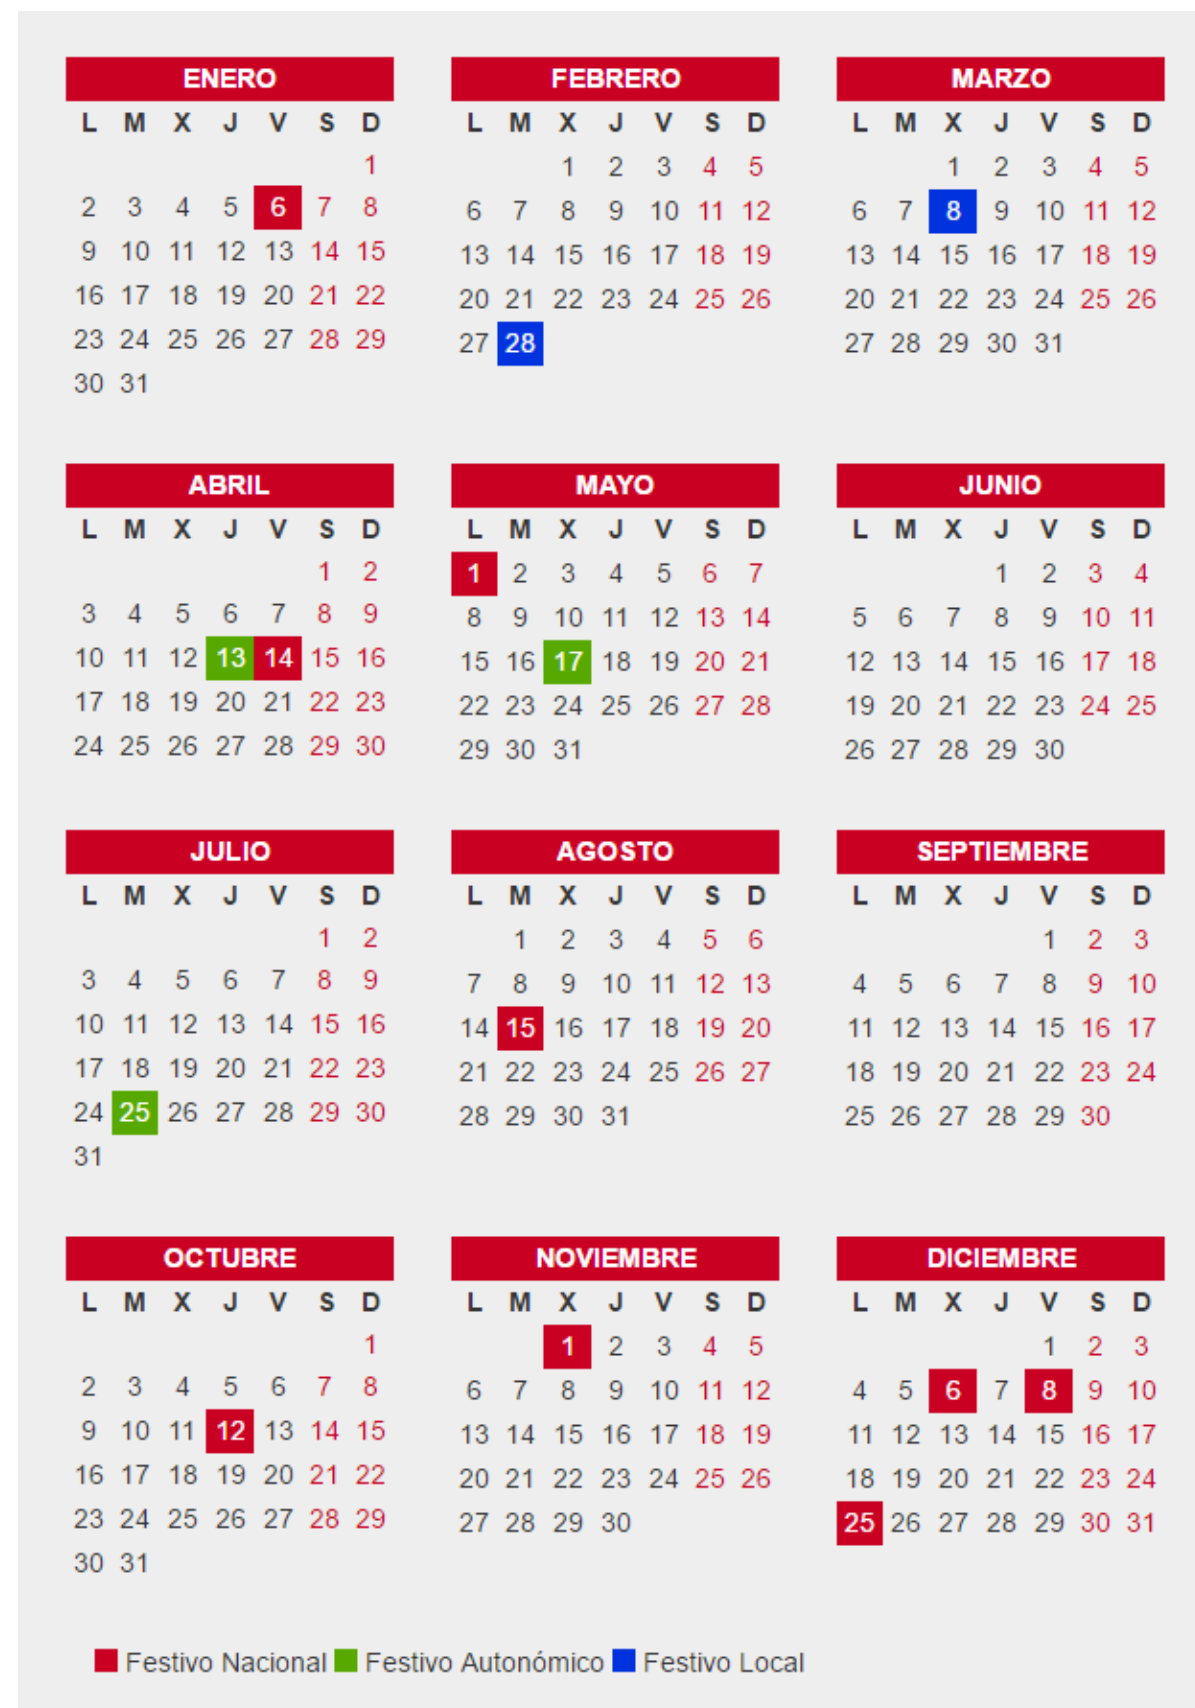 ENERO FEBRERO MARZO
L M X J V S D L M X J V S D L M X J V S D
1 1 2 3 4 5 1 2 3 4 5
2 3 4 5 6 7 8 6 7 8 9 10 11 12 6 7 8 9 10 11 12
9 10 11 12 13 14 15 13 14 15 16 17 18 19 13 14 15 16 17 18 19
16 17 18 19 20 21 22 20 21 22 23 24 25 26 20 21 22 23 24 25 26
23 24 25 26 27 28 29 27 28 27 28 29 30 31
30 31
ABRIL MAYO JUNIO
L M X J V S D L M X J V S D L M X J V S D
1 2 1 2 3 4 5 6 7 1 2 3 4
3 4 5 6 7 8 9 8 9 10 11 12 13 14 5 6 7 8 9 10 11
10 11 12 13 14 15 16 15 16 17 18 19 20 21 12 13 14 15 16 17 18
17 18 19 20 21 22 23 22 23 24 25 26 27 28 19 20 21 22 23 24 25
24 25 26 27 28 29 30 29 30 31 26 27 28 29 30
JULIO AGOSTO SEPTIEMBRE
L M X J V S D L M X J V S D L M X J V S D
1 2 1 2 3 4 5 6 1 2 3
3 4 5 6 7 8 9 7 8 9 10 11 12 13 4 5 6 7 8 9 10
10 11 12 13 14 15 16 14 15 16 17 18 19 20 11 12 13 14 15 16 17
17 18 19 20 21 22 23 21 22 23 24 25 26 27 18 19 20 21 22 23 24
24 25 26 27 28 29 30 28 29 30 31 25 26 27 28 29 30
31
OCTUBRE NOVIEMBRE DICIEMBRE
L M X J V S D L M X J V S D L M X J V S D
1 1 2 3 4 5 1 2 3
2 3 4 5 6 7 8 6 7 8 9 10 11 12 4 5 6 7 8 9 10
9 10 11 12 13 14 15 13 14 15 16 17 18 19 11 12 13 14 15 16 17
16 17 18 19 20 21 22 20 21 22 23 24 25 26 18 19 20 21 22 23 24
23 24 25 26 27 28 29 27 28 29 30 25 26 27 28 29 30 31
30 31
Festivo Nacional Festivo Autonómico Festivo Local